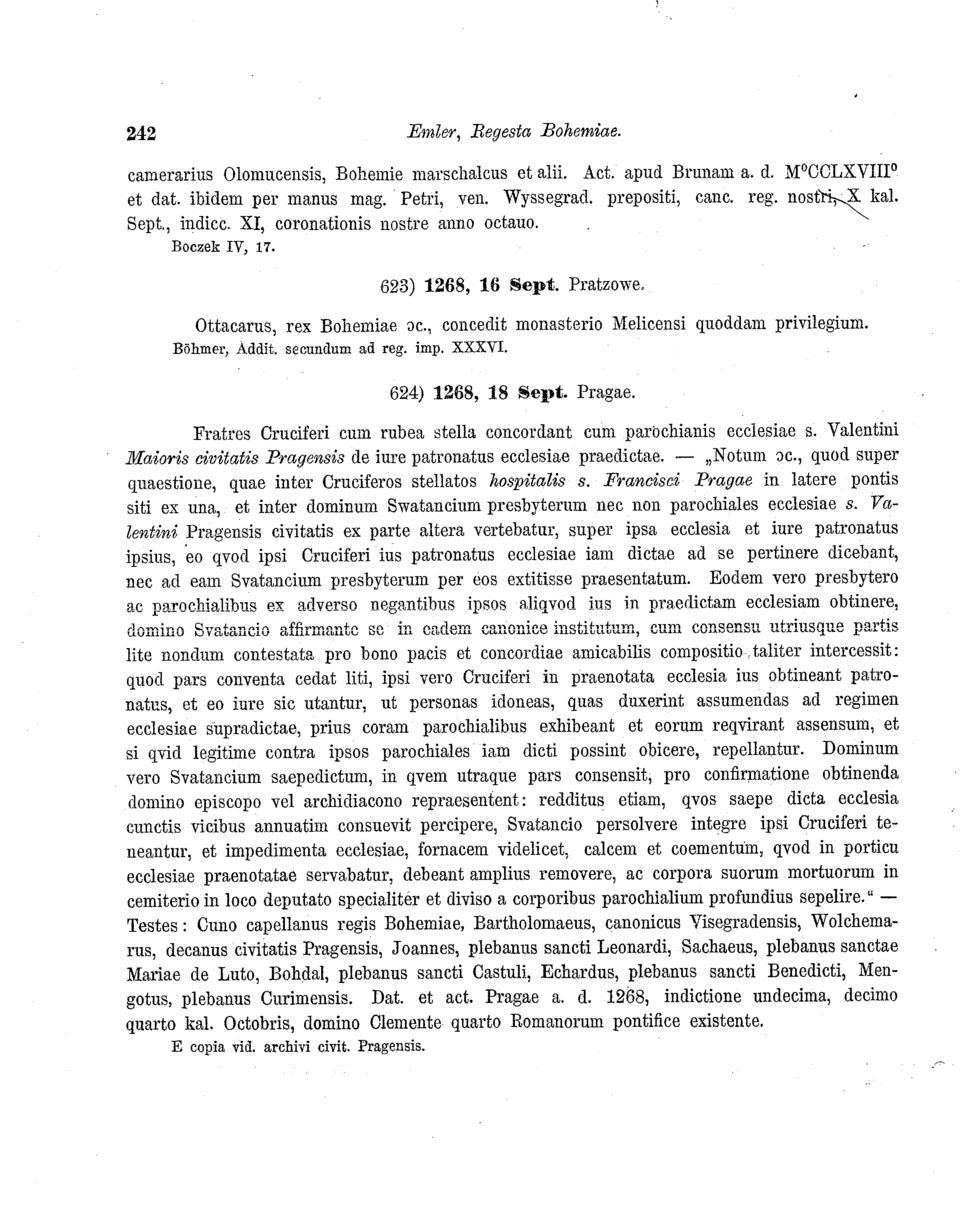 242 Emler, Regesta Bohemiae.
camerarius Olomucensis, Bohemie marschalcus et alii. Act. apud Brunam a. d. M⁰CCLXVIII⁰
et dat. ibidem per manus mag. Petri, ven. Wyssegrad. prepositi, canc. reg. nostri, X kal.
Sept., indicc. XI, coronationis nostre anno octauo.
Boczek IV, 17.
623) 1268, 16 Sept. Pratzowe.
Ottacarus, rex Bohemiae ɔc., concedit monasterio Melicensi quoddam privilegium.
Böhmer, Addit. secundum ad reg. imp. XXXVI.
624) 1268, 18 Sept. Pragae.
Fratres Cruciferi cum rubea stella concordant cum parochianis ecclesiae s. Valentini
Maioris civitatis Pragensis de iure patronatus ecclesiae praedictae. — „Notum ɔc., quod super
quaestione, quae inter Cruciferos stellatos hospitalis s. Francisci Pragae in latere pontis
siti ex una, et inter dominum Swatancium presbyterum nec non parochiales ecclesiae s. Va-
lentini Pragensis civitatis ex parte altera vertebatur, super ipsa ecclesia et iure patronatus
ipsius, eo qvod ipsi Cruciferi ius patronatus ecclesiae iam dictae ad se pertinere dicebant,
nec ad eam Svatancium presbyterum per eos extitisse praesentatum. Eodem vero presbytero
ac parochialibus ex adverso negantibus ipsos aliqvod ius in praedictam ecclesiam obtinere,
domino Svatancio affirmante se in eadem canonice institutum, cum consensu utriusque partis
lite nondum contestata pro bono pacis et concordiae amicabilis compositio taliter intercessit:
quod pars conventa cedat liti, ipsi vero Cruciferi in praenotata ecclesia ius obtineant patro-
natus, et eo iure sic utantur, ut personas idoneas, quas duxerint assumendas ad regimen
ecclesiae supradictae, prius coram parochialibus exhibeant et eorum reqvirant assensum, et
si qvid legitime contra ipsos parochiales iam dicti possint obicere, repellantur. Dominum
vero Svatancium saepedictum, in qvem utraque pars consensit, pro confirmatione obtinenda
domino episcopo vel archidiacono repraesentent: redditus etiam, qvos saepe dicta ecclesia
cunctis vicibus annuatim consuevit percipere, Svatancio persolvere integre ipsi Cruciferi te-
neantur, et impedimenta ecclesiae, fornacem videlicet, calcem et coementum, qvod in porticu
ecclesiae praenotatae servabatur, debeant amplius removere, ac corpora suorum mortuorum in
cemiterio in loco deputato specialiter et diviso a corporibus parochialium profundius sepelire.“ —
Testes: Cuno capellanus regis Bohemiae, Bartholomaeus, canonicus Visegradensis, Wolchema-
rus, decanus civitatis Pragensis, Joannes, plebanus sancti Leonardi, Sachaeus, plebanus sanctae
Mariae de Luto, Bohdal, plebanus sancti Castuli, Echardus, plebanus sancti Benedicti, Men-
gotus, plebanus Curimensis. Dat. et act. Pragae a. d. 1268, indictione undecima, decimo
quarto kal. Octobris, domino Clemente quarto Romanorum pontifice existente.
E copia vid. archivi civit. Pragensis.